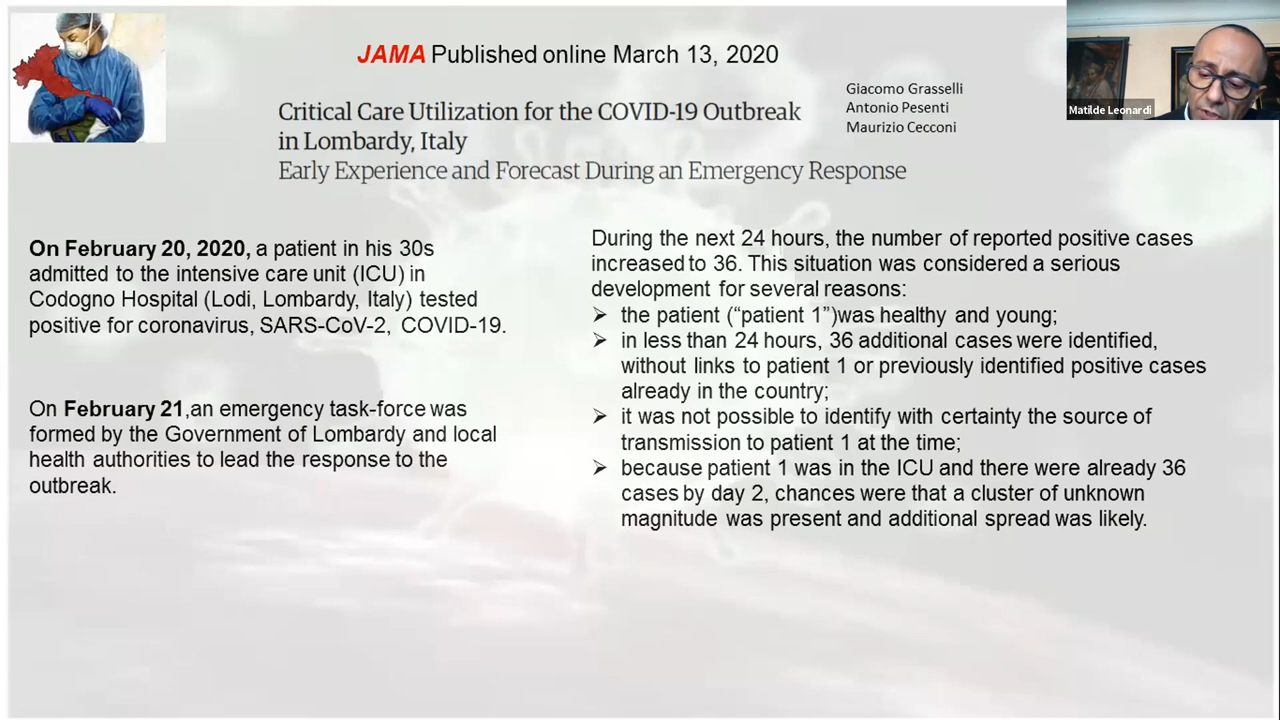 JAMA Published online March 13, 2020
Critical Care Utilization for the COVID-19 Outbreak
in Lombardy, Italy
Early Experience and Forecast During an Emergency Response
Giacomo Grasselli
Antonio Pesenti
Maurizio Cecconi
Matilde Leonardi
On February 20, 2020, a patient in his 30s
admitted to the intensive care unit (ICU) in
Codogno Hospital (Lodi, Lombardy, Italy) tested
positive for coronavirus, SARS-CoV-2, COVID-19.
On February 21,an emergency task-force was
formed by the Government of Lombardy and local
health authorities to lead the response to the
outbreak.
During the next 24 hours, the number of reported positive cases
increased to 36. This situation was considered a serious
development for several reasons:
➢ the patient (“patient 1”)was healthy and young;
➢ in less than 24 hours, 36 additional cases were identified,
without links to patient 1 or previously identified positive cases
already in the country;
➢ it was not possible to identify with certainty the source of
transmission to patient 1 at the time;
➢ because patient 1 was in the ICU and there were already 36
cases by day 2, chances were that a cluster of unknown
magnitude was present and additional spread was likely.